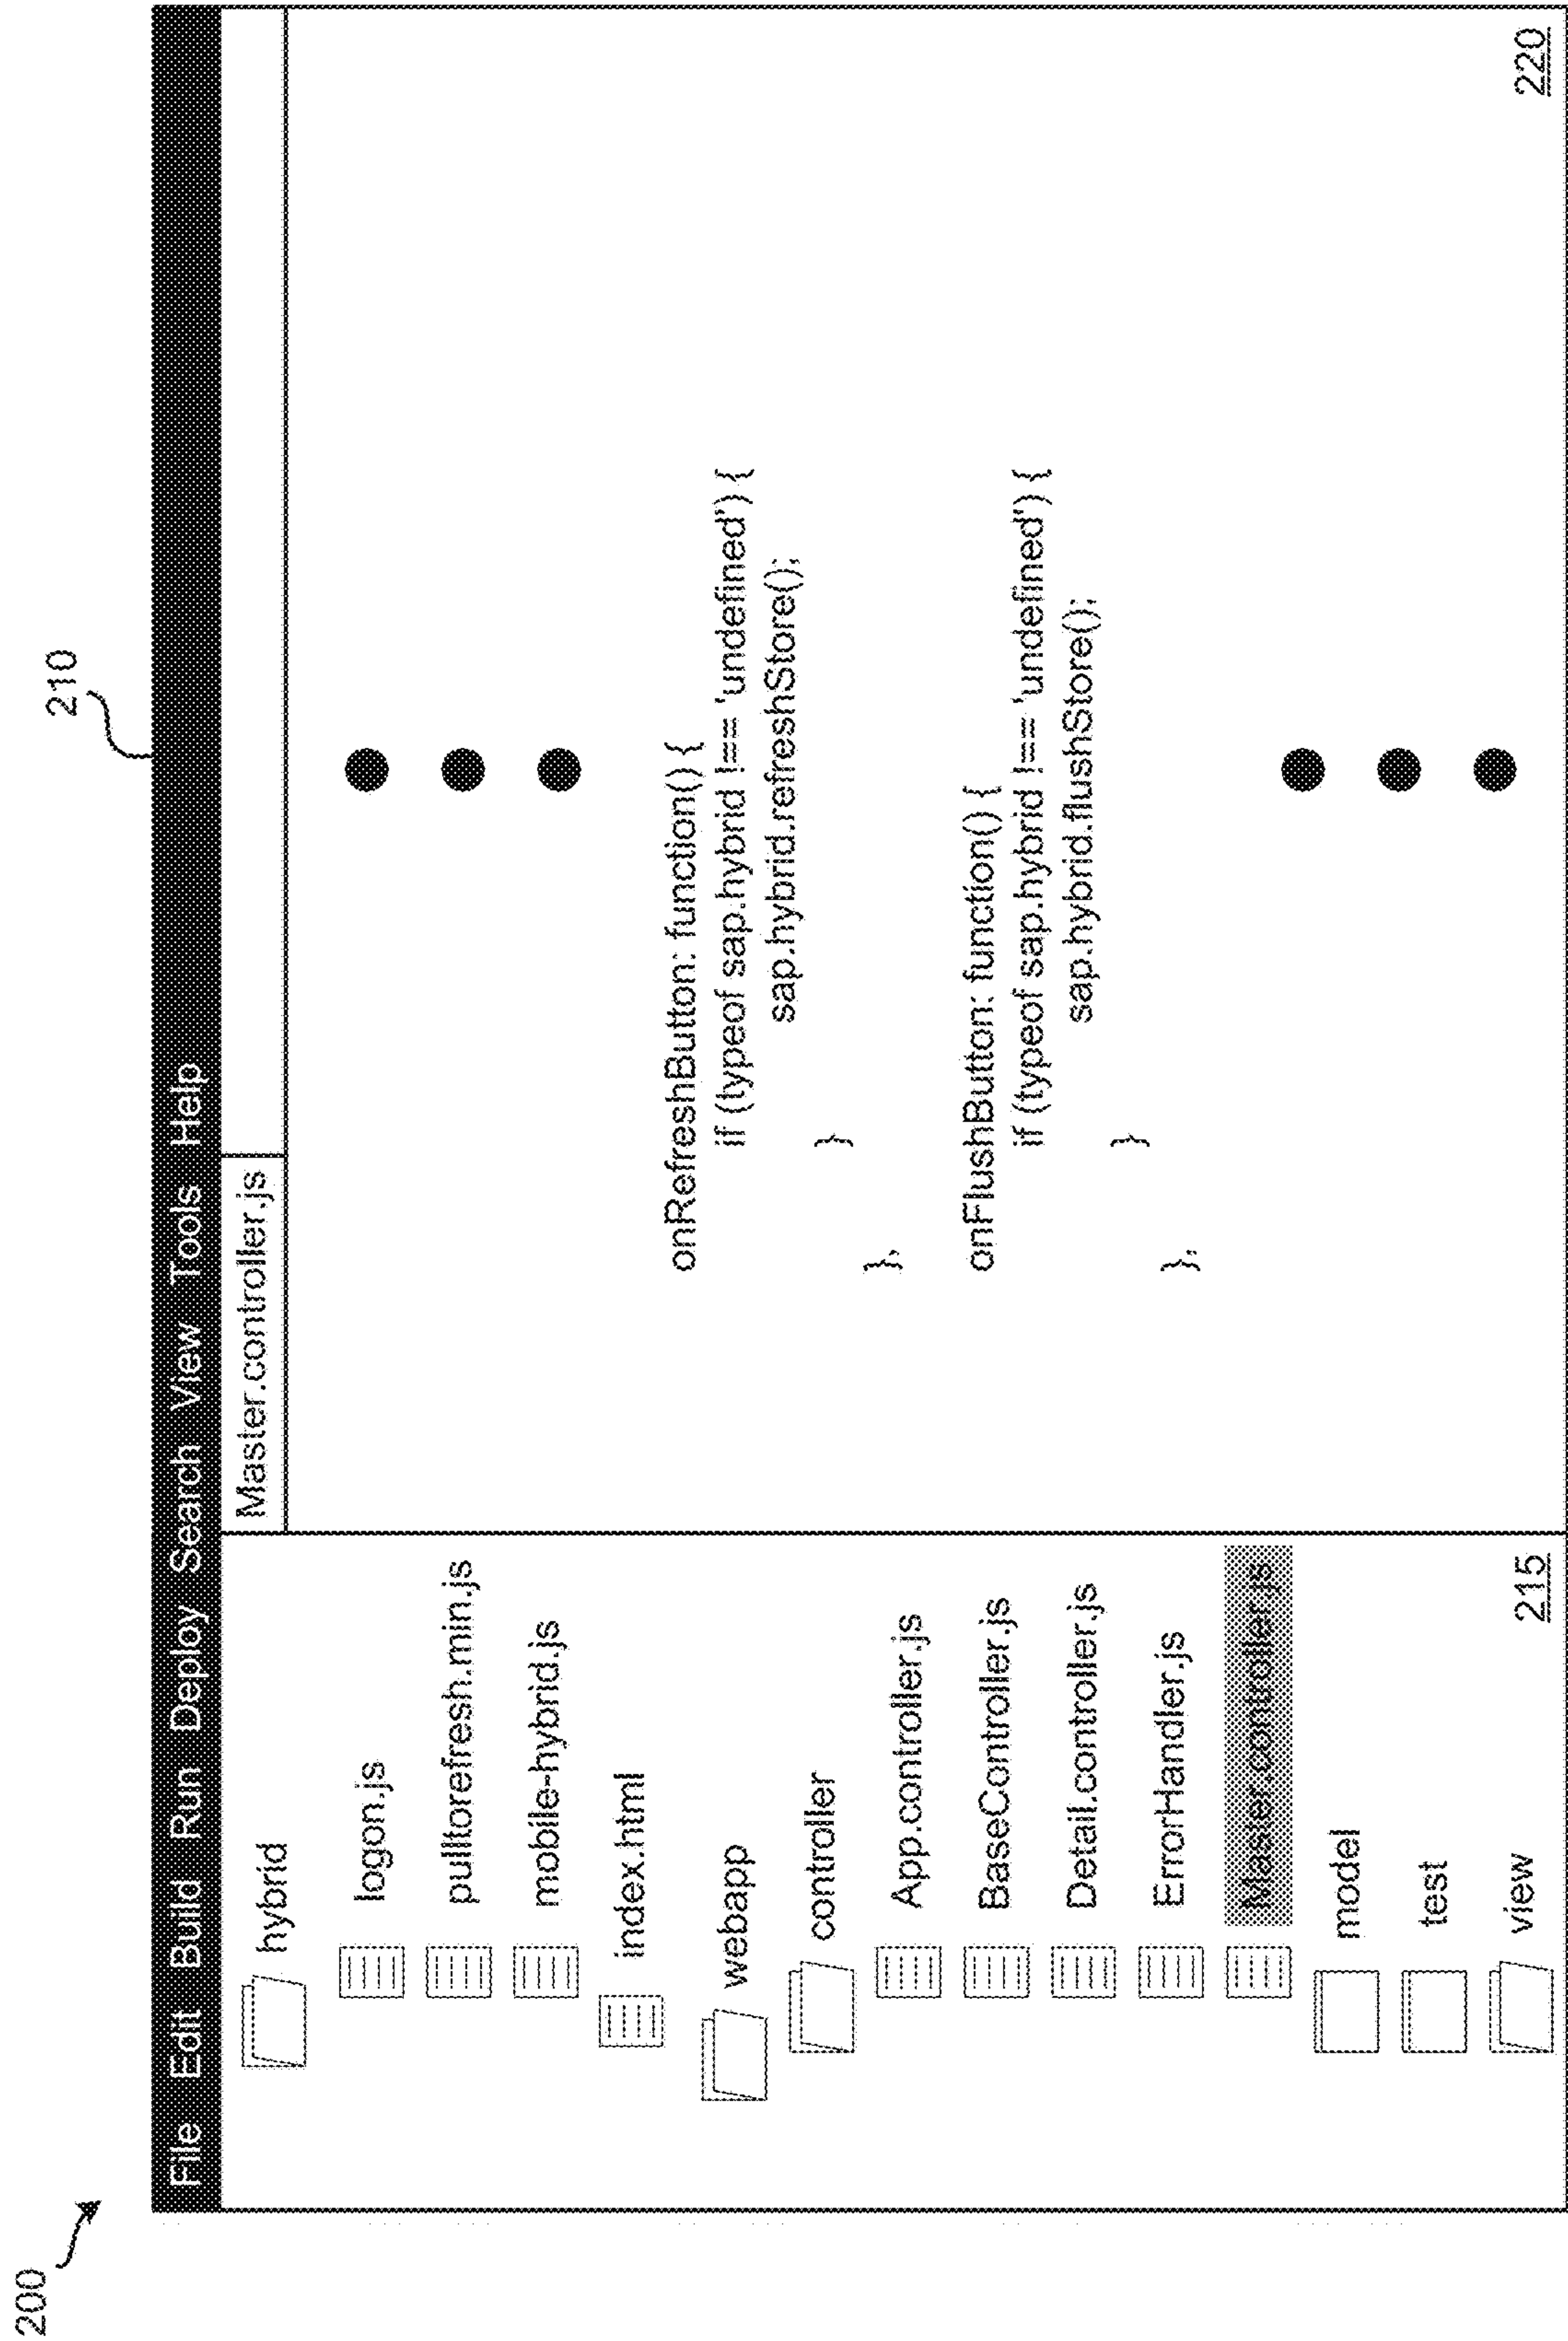 200
210
File Edit Build Run Deploy Search View Tools Help
hybrid
logon.js
pulltorefresh.min.js
mobile-hybrid.js
index.html
webapp
controller
App.controller.js
BaseController.js
Detail.controller.js
ErrorHandler.js
Master.controller.js
model
test
view
215
Master.controller.js
onRefreshButton: function() {
if (typeof sap.hybrid !== 'undefined') {
sap.hybrid.refreshStore();
}
},
onFlushButton: function() {
if (typeof sap.hybrid !== 'undefined') {
sap.hybrid.flushStore();
}
},
220